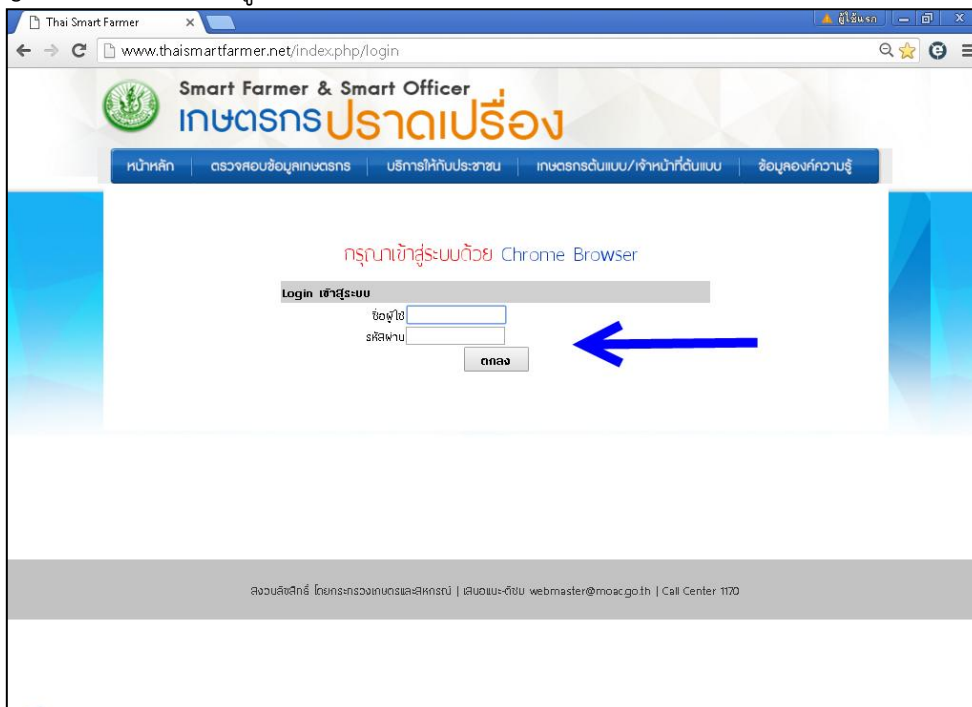 Thai Smart Farmer
ผู้ใช้แรก
www.thaismartfarmer.net/index.php/login
Smart Farmer & Smart Officer
เกษตรกรปราดเปรื่อง
หน้าหลัก ตรวจสอบข้อมูลเกษตรกร บริการให้กับประชาชน เกษตรกรต้นแบบ/เจ้าหน้าที่ต้นแบบ ข้อมูลองค์ความรู้
กรุณาเข้าสู่ระบบด้วย Chrome Browser
Login เข้าสู่ระบบ
ชื่อผู้ใช้
รหัสผ่าน
ตกลง
สงวนลิขสิทธิ์ โดยกระทรวงเกษตรและสหกรณ์ | เสนอแนะ-ติชม webmaster@moac.go.th | Call Center 1170